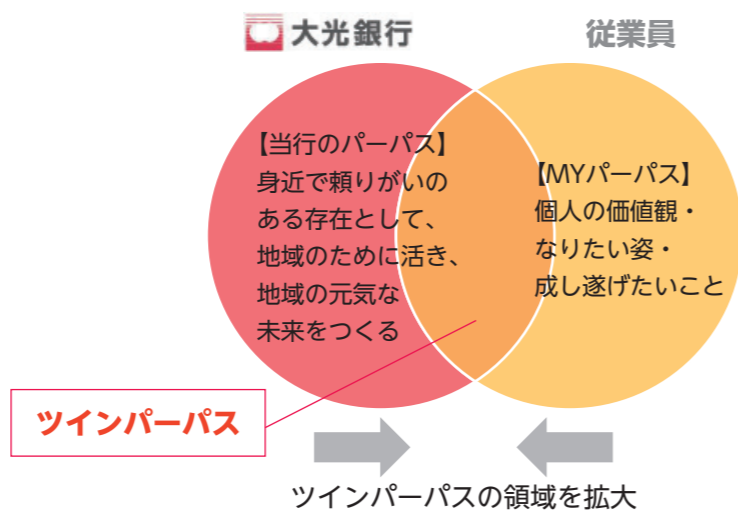 大光銀行
従業員
【当行のパーパス】
身近で頼りがいの
ある存在として、
地域のために活き、
地域の元気な
未来をつくる
【MYパーパス】
個人の価値観・
なりたい姿・
成し遂げたいこと
ツインパーパス
ツインパーパスの領域を拡大